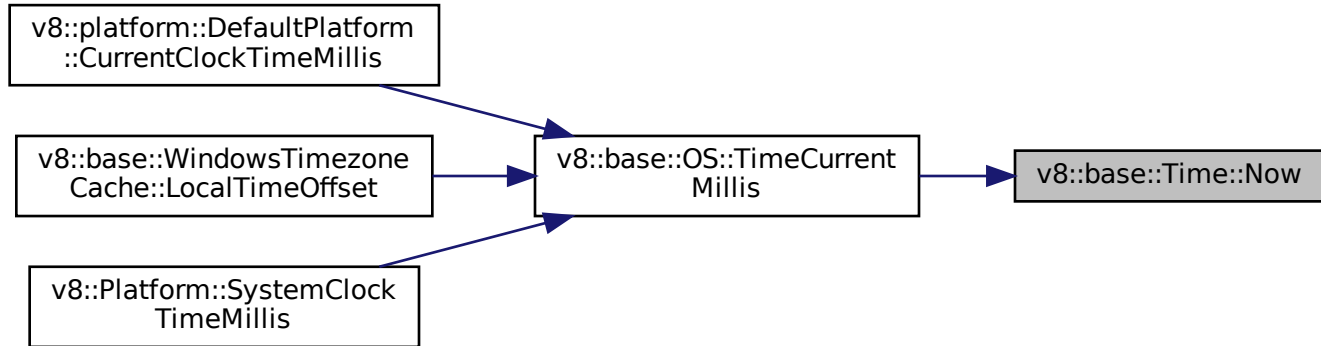 v8::platform::DefaultPlatform
::CurrentClockTimeMillis
v8::base::WindowsTimezone
Cache::LocalTimeOffset
v8::Platform::SystemClock
TimeMillis
v8::base::OS::TimeCurrent
Millis
v8::base::Time::Now